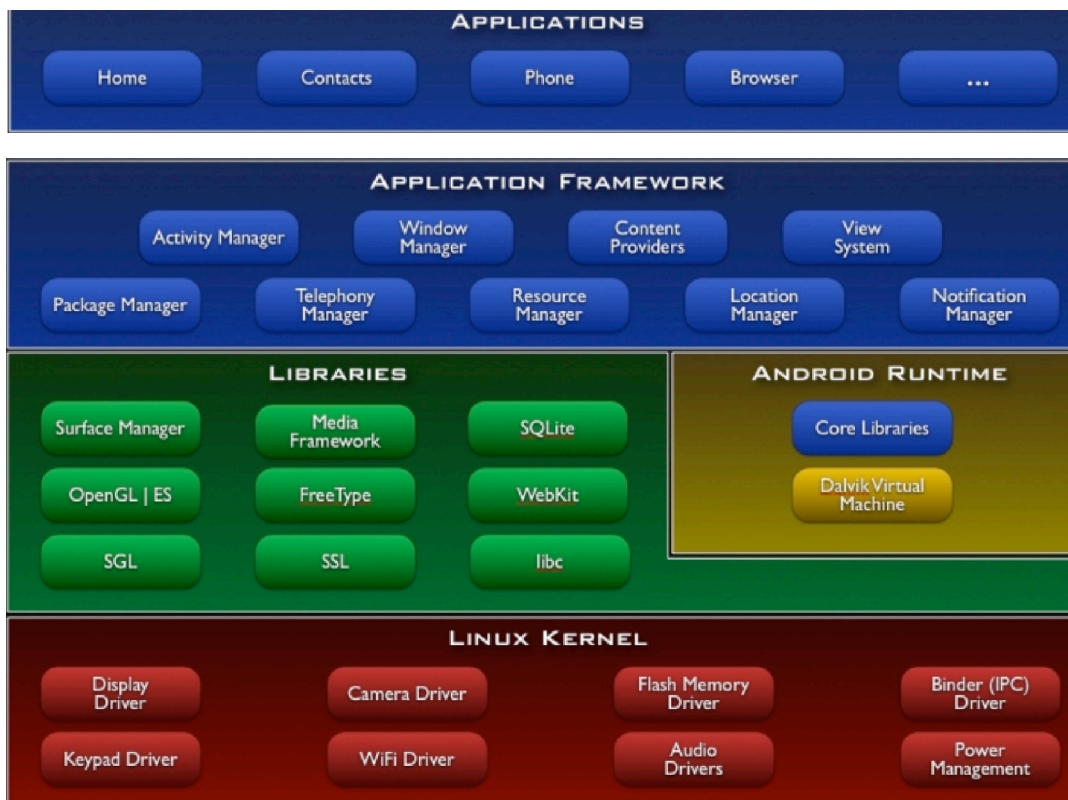 APPLICATIONS
Home
Contacts
Phone
Browser
...
APPLICATION FRAMEWORK
Activity Manager
Window
Manager
Content
Providers
View
System
Package Manager
Telephony
Manager
Resource
Manager
Location
Manager
Notification
Manager
LIBRARIES
Surface Manager
Media
Framework
SQLite
OpenGL | ES
FreeType
WebKit
SGL
SSL
libc
ANDROID RUNTIME
Core Libraries
Dalvik Virtual
Machine
LINUX KERNEL
Display
Driver
Camera Driver
Flash Memory
Driver
Binder (IPC)
Driver
Keypad Driver
WiFi Driver
Audio
Drivers
Power
Management